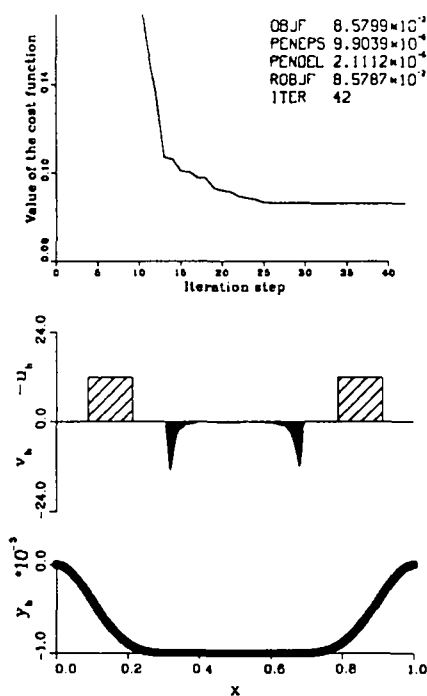 OBJF 8.5799×10⁻²
PENEPS 9.9039×10⁻⁴
PENDEL 2.1112×10⁻⁴
ROBJF 8.5787×10⁻²
ITER 42
Value of the cost function
0.14
0.10
0.06
0 5 10 15 20 25 30 35 40
Iteration step
24.0
0.0
-24.0
v_h -u_h
0.0
-1.0
y_h *10⁻³
0.0 0.2 0.4 0.6 0.8 1.0
x